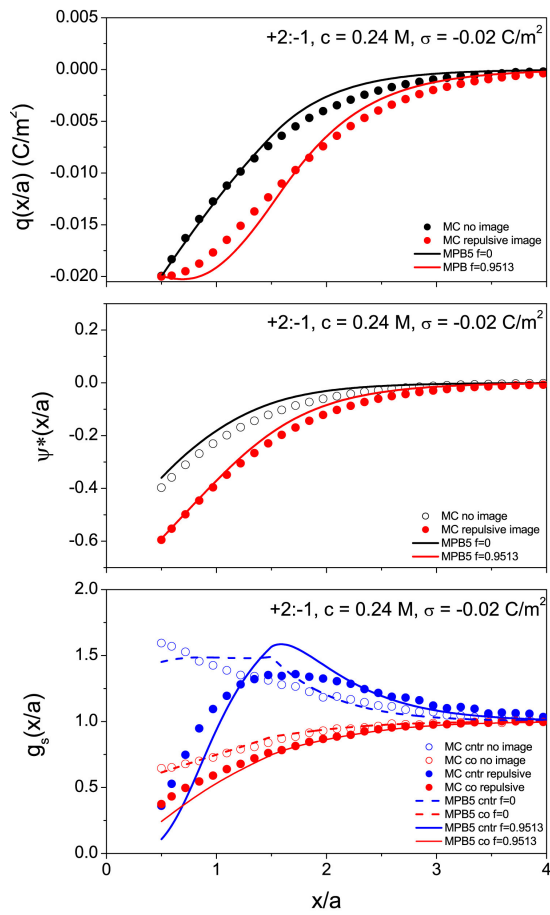 +2:-1, c = 0.24 M, σ = -0.02 C/m²
0.000
-0.005
-0.010
-0.015
-0.020
q(x/a) (C/m²)
MC no image
MC repulsive image
MPB5 f=0
MPB f=0.9513
+2:-1, c = 0.24 M, σ = -0.02 C/m²
0.2
0.0
-0.2
-0.4
-0.6
ψ*(x/a)
MC no image
MC repulsive image
MPB5 f=0
MPB5 f=0.9513
+2:-1, c = 0.24 M, σ = -0.02 C/m²
2.0
1.5
1.0
0.5
0.0
gs(x/a)
MC cntr no image
MC co no image
MC cntr repulsive
MC co repulsive
MPB5 cntr f=0
MPB5 co f=0
MPB5 cntr f=0.9513
MPB5 co f=0.9513
0 1 2 3 4
x/a